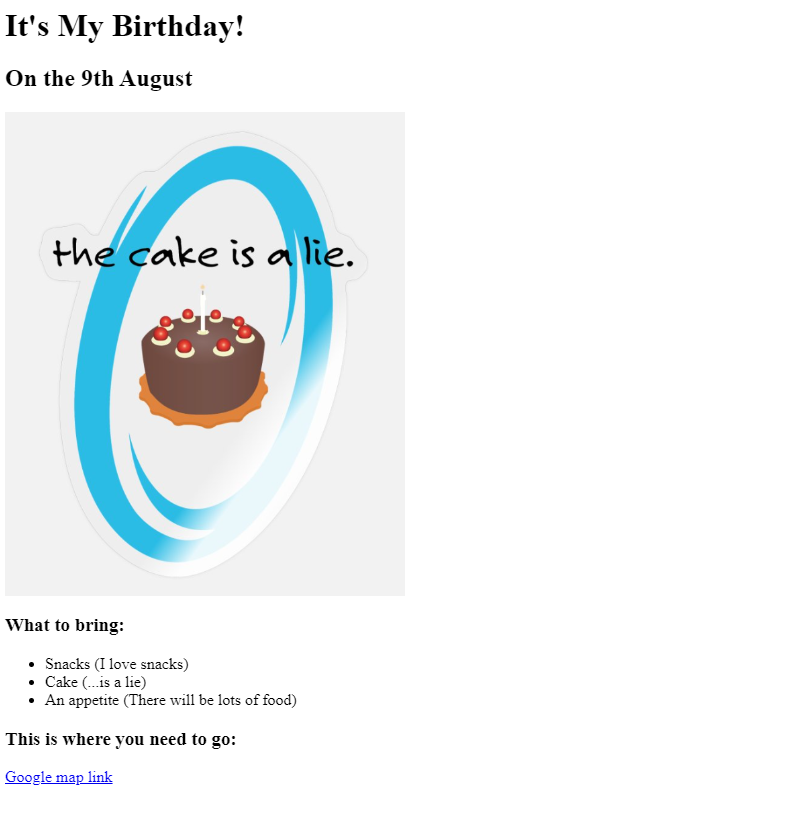 It's My Birthday!
On the 9th August
the cake is a lie.
What to bring:
Snacks (I love snacks)
Cake (...is a lie)
An appetite (There will be lots of food)
This is where you need to go:
Google map link